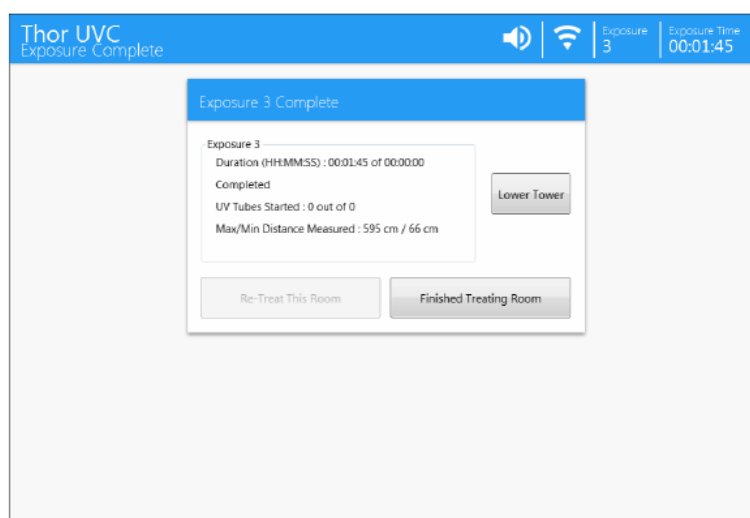 Thor UVC
Exposure Complete
Exposure
3
Exposure Time
00:01:45
Exposure 3 Complete
Exposure 3
Duration (HH:MM:SS) : 00:01:45 of 00:00:00
Completed
UV Tubes Started : 0 out of 0
Max/Min Distance Measured : 595 cm / 66 cm
Lower Tower
Re-Treat This Room
Finished Treating Room